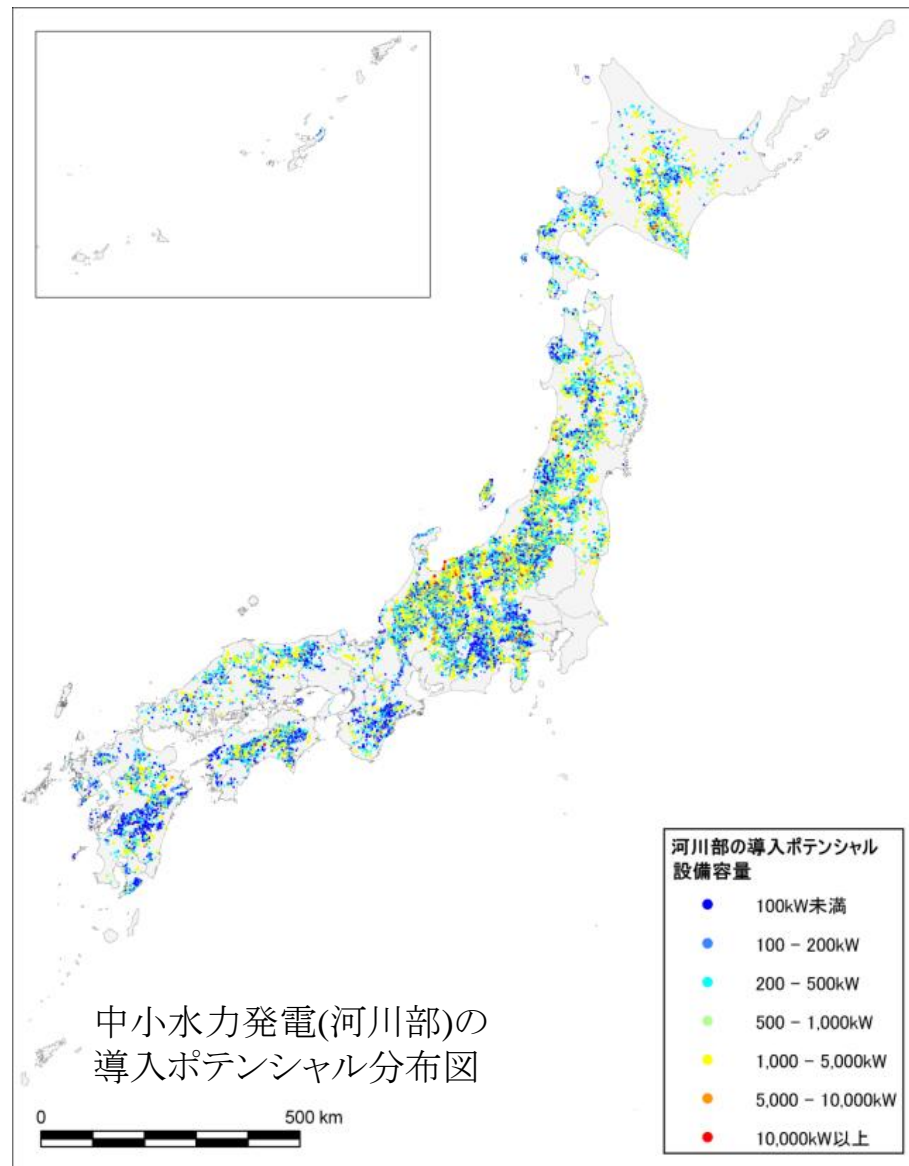 河川部の導入ポテンシャル
設備容量
100kW未満
100 - 200kW
200 - 500kW
500 - 1,000kW
1,000 - 5,000kW
5,000 - 10,000kW
10,000kW以上
中小水力発電(河川部)の
導入ポテンシャル分布図
0 500 km